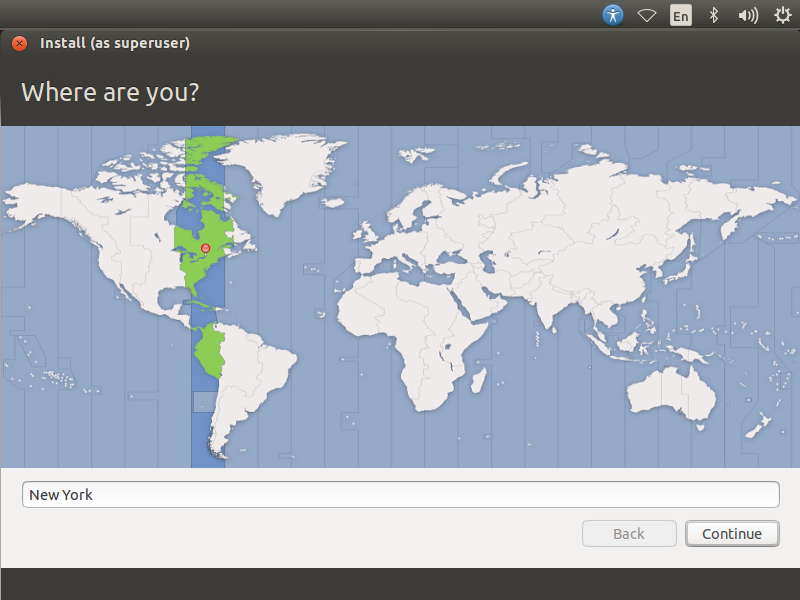 En
Install (as superuser)
Where are you?
New York
Back
Continue